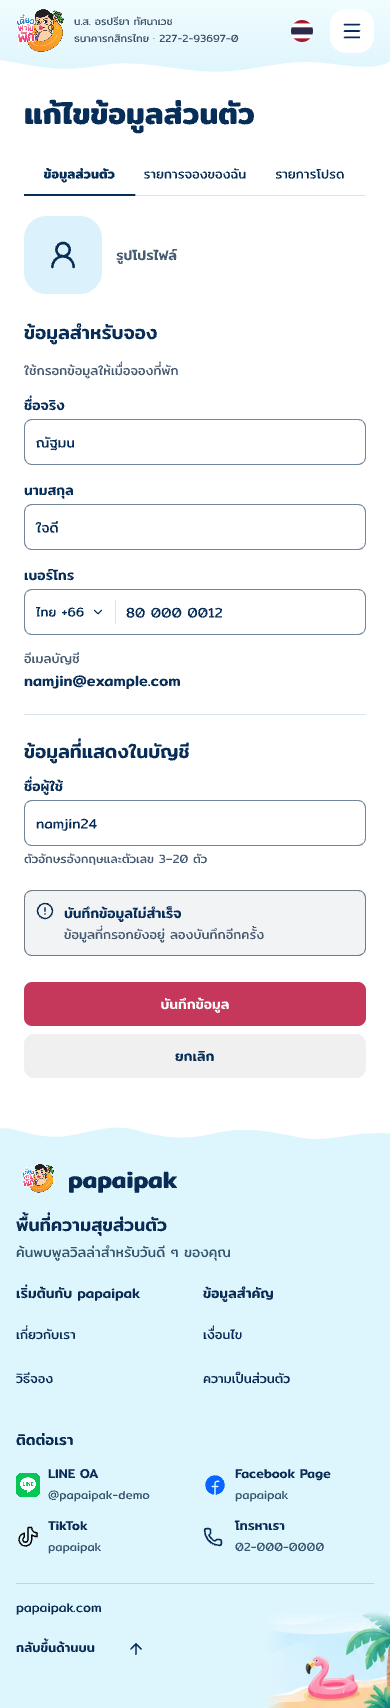 น.ส. อรปรียา ทัศนาเวช
ธนาคารกสิกรไทย · 227-2-93697-0
แก้ไขข้อมูลส่วนตัว
ข้อมูลส่วนตัว
รายการจองของฉัน
รายการโปรด
รูปโปรไฟล์
ข้อมูลสำหรับจอง
ใช้กรอกข้อมูลให้เมื่อจองที่พัก
ชื่อจริง
ณัฐมน
นามสกุล
ใจดี
เบอร์โทร
ไทย +66
80 000 0012
อีเมลบัญชี
namjin@example.com
ข้อมูลที่แสดงในบัญชี
ชื่อผู้ใช้
namjin24
ตัวอักษรอังกฤษและตัวเลข 3–20 ตัว
บันทึกข้อมูลไม่สำเร็จ
ข้อมูลที่กรอกยังอยู่ ลองบันทึกอีกครั้ง
บันทึกข้อมูล
ยกเลิก
papaipak
พื้นที่ความสุขส่วนตัว
ค้นพบพูลวิลล่าสำหรับวันดี ๆ ของคุณ
เริ่มต้นกับ papaipak
ข้อมูลสำคัญ
เกี่ยวกับเรา
เงื่อนไข
วิธีจอง
ความเป็นส่วนตัว
ติดต่อเรา
LINE OA
@papaipak-demo
Facebook Page
papaipak
TikTok
papaipak
โทรหาเรา
02-000-0000
papaipak.com
กลับขึ้นด้านบน